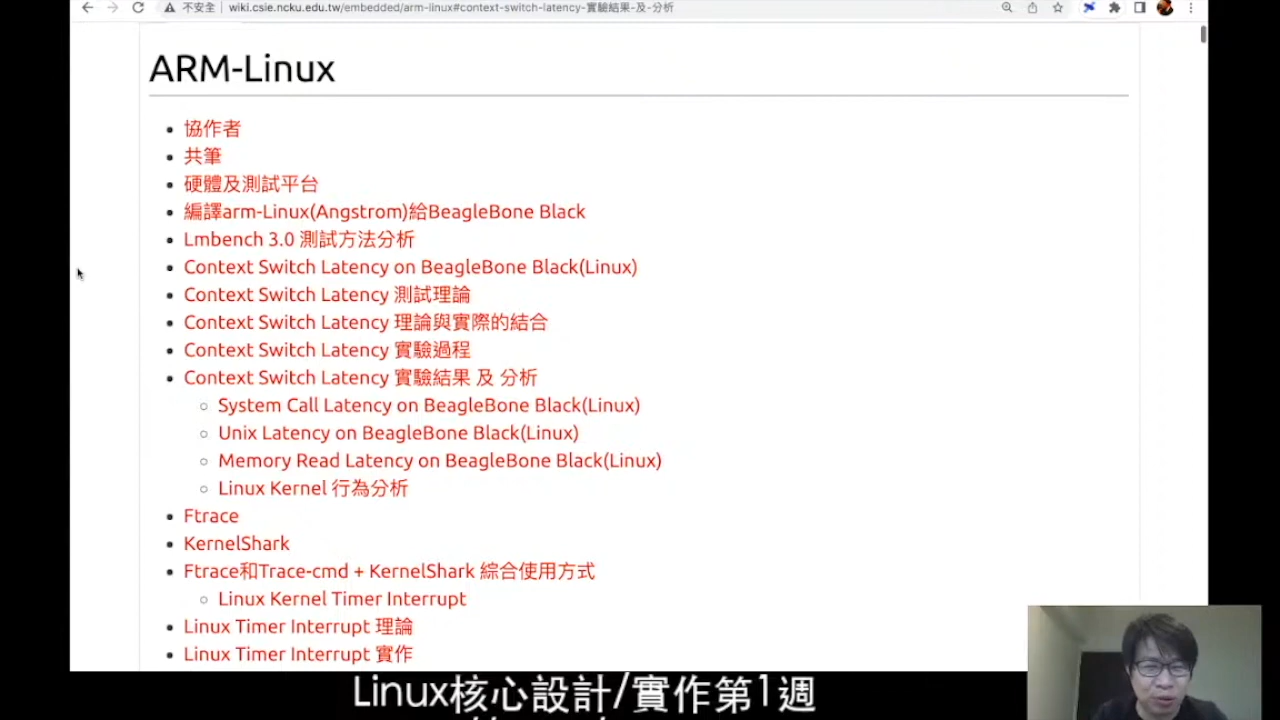 不安全 wiki.csie.ncku.edu.tw/embedded/arm-linux#context-switch-latency-實驗結果-及-分析
ARM-Linux
協作者
共筆
硬體及測試平台
編譯arm-Linux(Angstrom)給BeagleBone Black
Lmbench 3.0 測試方法分析
Context Switch Latency on BeagleBone Black(Linux)
Context Switch Latency 測試理論
Context Switch Latency 理論與實際的結合
Context Switch Latency 實驗過程
Context Switch Latency 實驗結果 及 分析
System Call Latency on BeagleBone Black(Linux)
Unix Latency on BeagleBone Black(Linux)
Memory Read Latency on BeagleBone Black(Linux)
Linux Kernel 行為分析
Ftrace
KernelShark
Ftrace和Trace-cmd + KernelShark 綜合使用方式
Linux Kernel Timer Interrupt
Linux Timer Interrupt 理論
Linux Timer Interrupt 實作
Linux核心設計/實作第1週